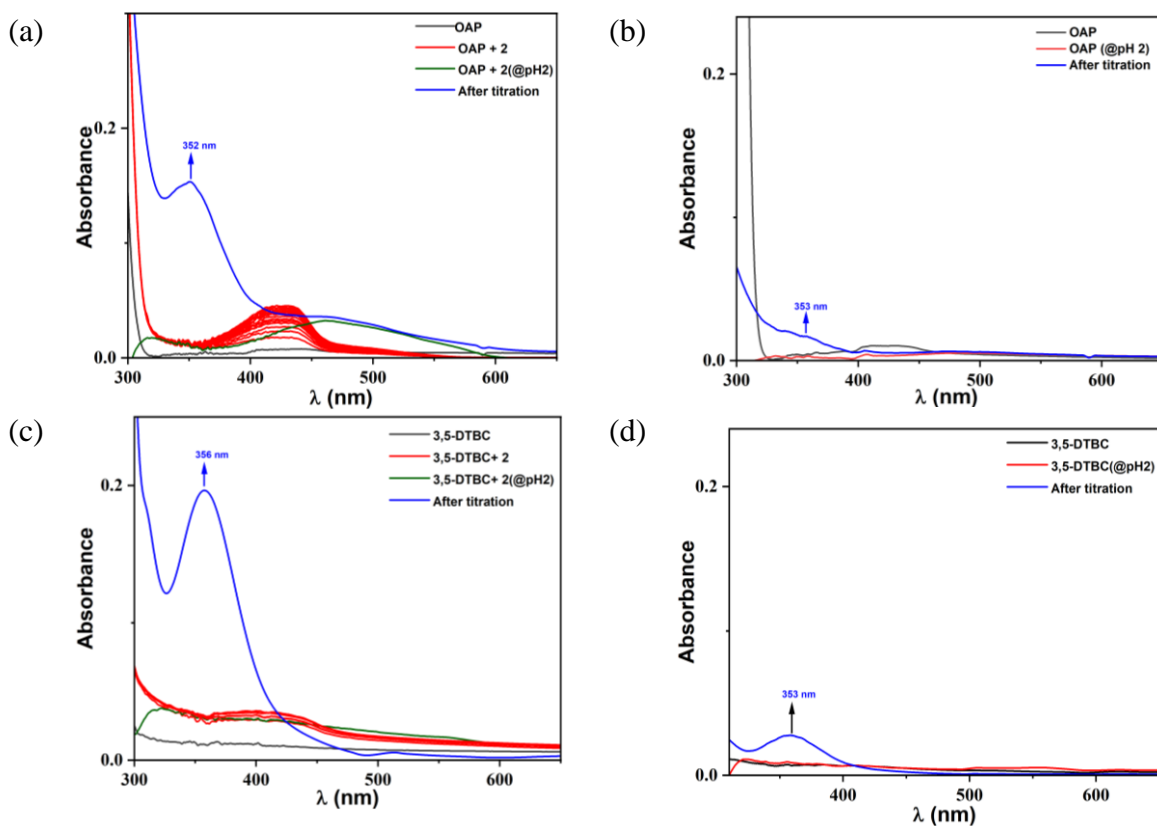 (a)
OAP
OAP + 2
OAP + 2(@pH2)
After titration
352 nm
0.2
0.0
Absorbance
300 400 500 600
λ (nm)
(b)
OAP
OAP (@pH 2)
After titration
353 nm
0.2
0.0
Absorbance
300 400 500 600
λ (nm)
(c)
3,5-DTBC
3,5-DTBC+ 2
3,5-DTBC+ 2(@pH2)
After titration
356 nm
0.2
0.0
Absorbance
300 400 500 600
λ (nm)
(d)
3,5-DTBC
3,5-DTBC(@pH2)
After titration
353 nm
0.2
0.0
Absorbance
400 500 600
λ (nm)